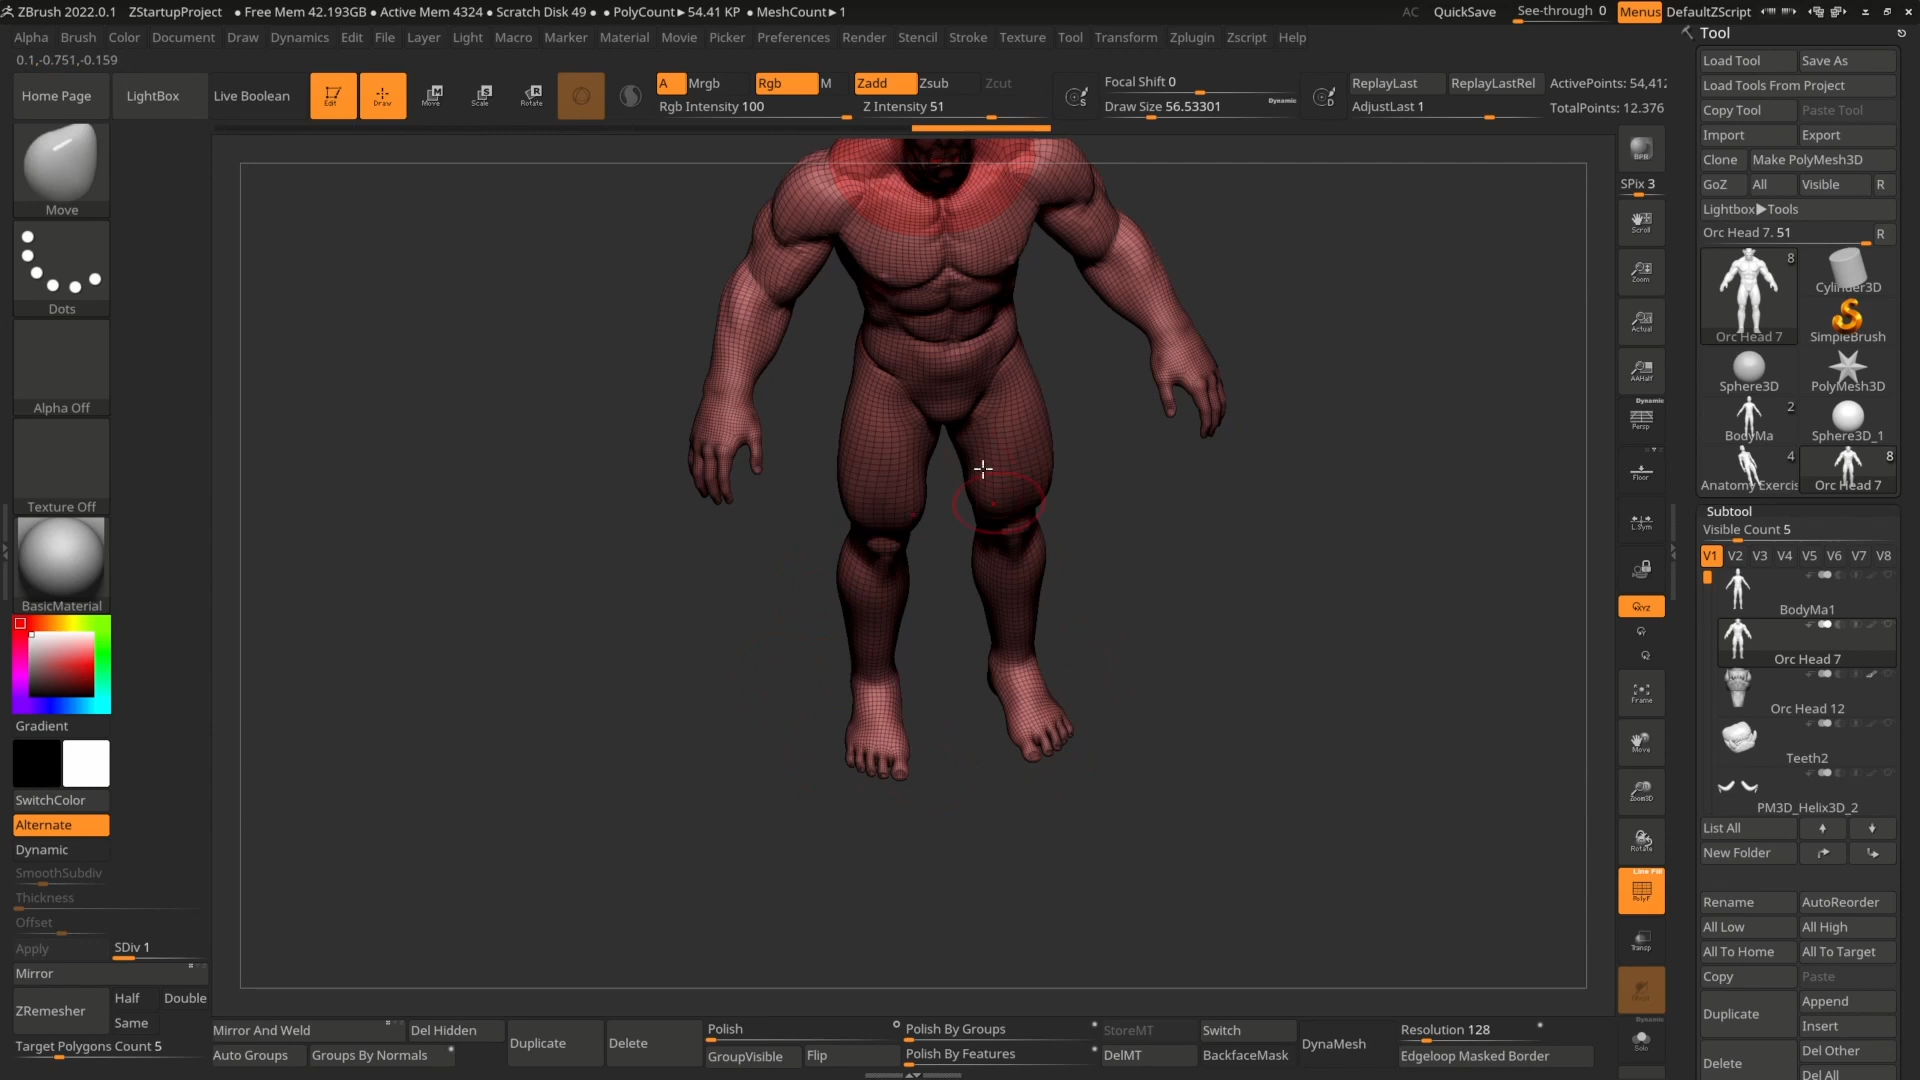 ZBrush 2022.0.1 ZStartupProject • Free Mem 42.193GB • Active Mem 4324 • Scratch Disk 49 • • PolyCount▸54.41 KP • MeshCount▸1 AC QuickSave See-through 0 Menus DefaultZScript
Alpha Brush Color Document Draw Dynamics Edit File Layer Light Macro Marker Material Movie Picker Preferences Render Stencil Stroke Texture Tool Transform Zplugin Zscript Help
0.1,-0.751,-0.159
Home Page LightBox Live Boolean Edit Draw Move Scale Rotate
A Mrgb Rgb M Zadd Zsub Zcut
Rgb Intensity 100 Z Intensity 51
Focal Shift 0
Draw Size 56.53301 Dynamic
ReplayLast ReplayLastRel ActivePoints: 54,412
AdjustLast 1 TotalPoints: 12.376
Move
Dots
Alpha Off
Texture Off
BasicMaterial
Gradient
SwitchColor
Alternate
Dynamic
SmoothSubdiv
Thickness
Offset
Apply SDiv 1
Mirror
ZRemesher Half Double
Same
Target Polygons Count 5
Mirror And Weld Del Hidden
Auto Groups Groups By Normals
Duplicate Delete
Polish Polish By Groups
GroupVisible Flip Polish By Features
StoreMT Switch
DelMT BackfaceMask
DynaMesh
Resolution 128
Edgeloop Masked Border
BPR
SPix 3
Scroll
Zoom
Actual
AAHalf
Dynamic
Persp
Floor
L.Sym
XYZ
Frame
Move
Zoom3D
Rotate
Line Fill
PolyF
Transp
Dynamic
Solo
Tool
Load Tool Save As
Load Tools From Project
Copy Tool Paste Tool
Import Export
Clone Make PolyMesh3D
GoZ All Visible R
Lightbox▸Tools
Orc Head 7. 51 R
8
Orc Head 7 Cylinder3D
SimpleBrush
Sphere3D PolyMesh3D
2
BodyMa Sphere3D_1
4 8
Anatomy Exercis Orc Head 7
Subtool
Visible Count 5
V1 V2 V3 V4 V5 V6 V7 V8
BodyMa1
Orc Head 7
Orc Head 12
Teeth2
PM3D_Helix3D_2
List All
New Folder
Rename AutoReorder
All Low All High
All To Home All To Target
Copy Paste
Duplicate Append
Insert
Delete Del Other
Del All